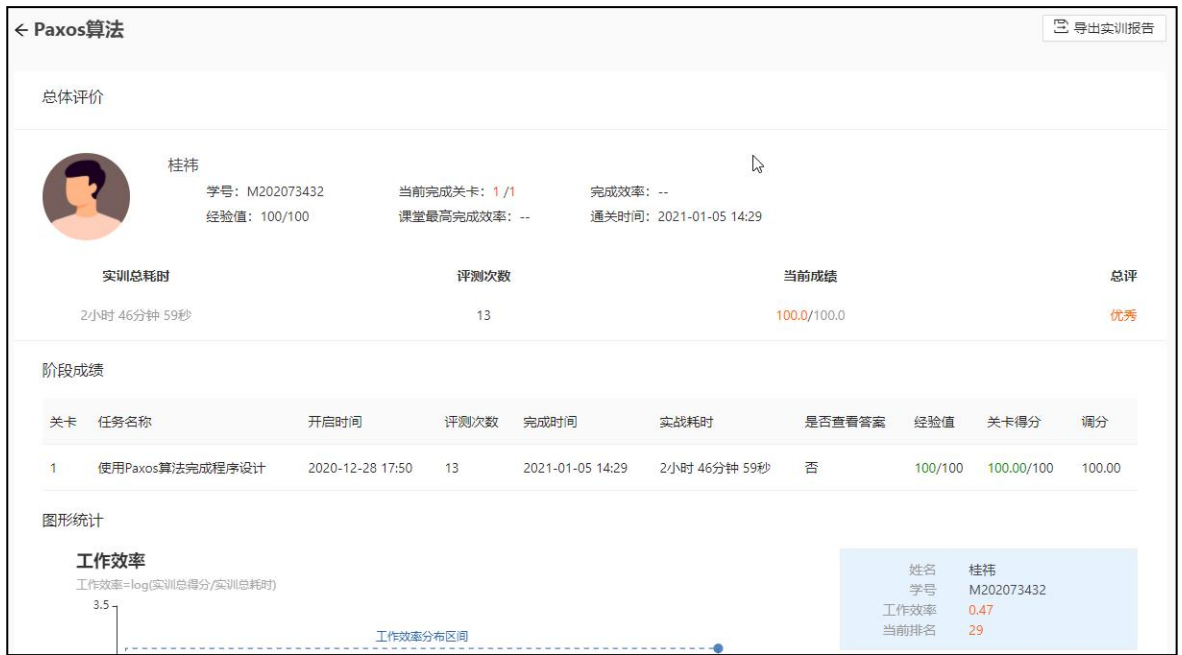 ← Paxos算法
导出实训报告
总体评价
桂祎
学号：M202073432 当前完成关卡：1 /1 完成效率：--
经验值：100/100 课堂最高完成效率：-- 通关时间：2021-01-05 14:29
实训总耗时 评测次数 当前成绩 总评
2小时 46分钟 59秒 13 100.0/100.0 优秀
阶段成绩
关卡 任务名称 开启时间 评测次数 完成时间 实战耗时 是否查看答案 经验值 关卡得分 调分
1 使用Paxos算法完成程序设计 2020-12-28 17:50 13 2021-01-05 14:29 2小时 46分钟 59秒 否 100/100 100.00/100 100.00
图形统计
工作效率
工作效率=log(实训总得分/实训总耗时)
3.5
工作效率分布区间
姓名 桂祎
学号 M202073432
工作效率 0.47
当前排名 29